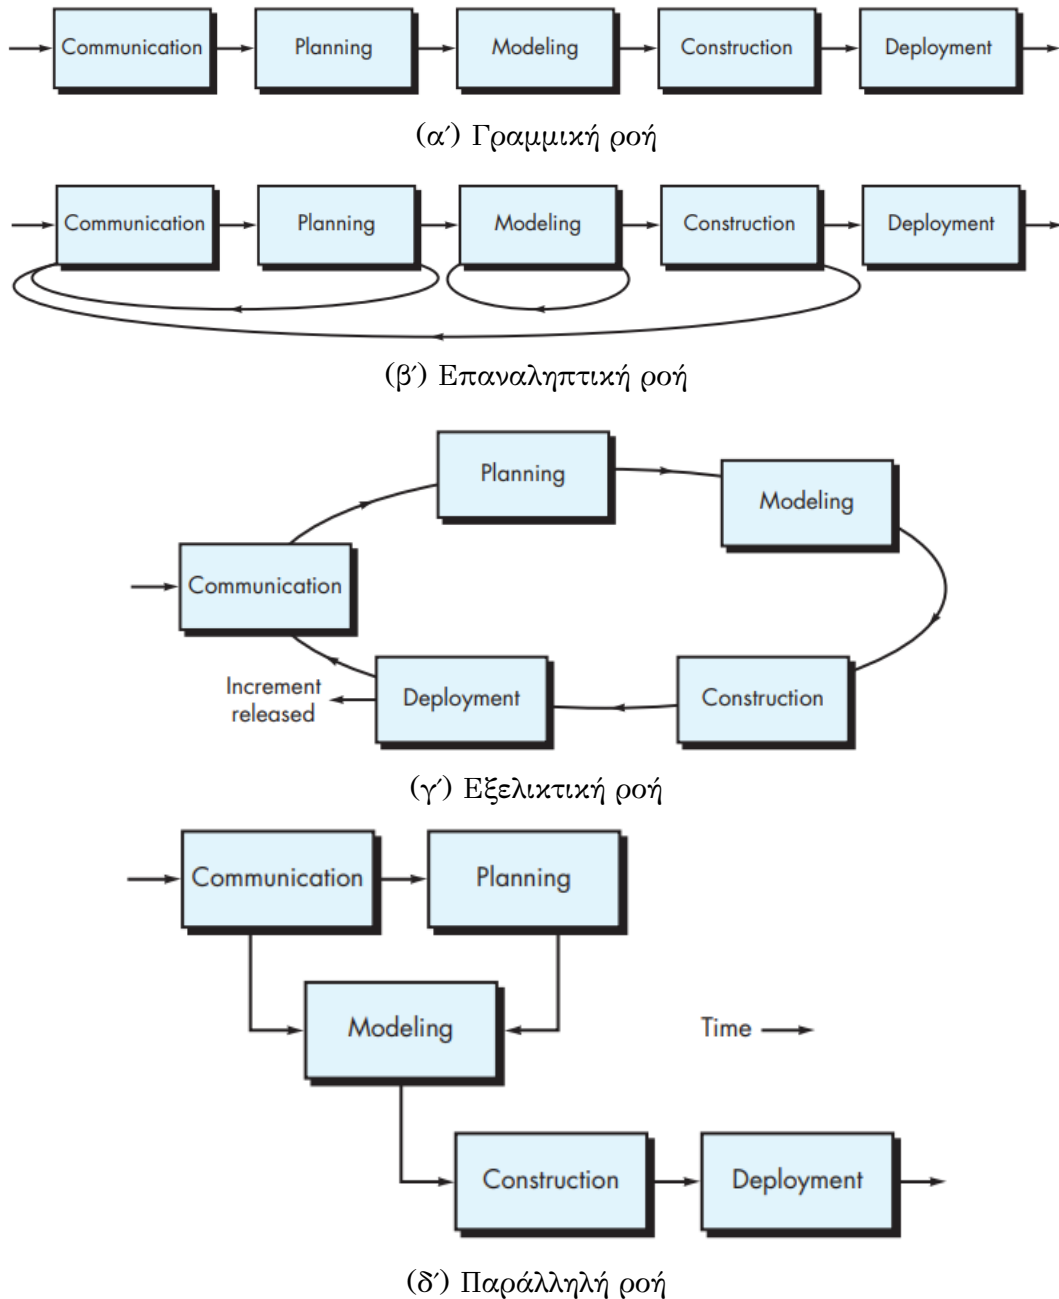 Communication Planning Modeling Construction Deployment
(α΄) Γραμμική ροή
Communication Planning Modeling Construction Deployment
(β΄) Επαναληπτική ροή
Planning
Modeling
Communication
Increment
released
Deployment
Construction
(γ΄) Εξελικτική ροή
Communication Planning
Modeling
Time
Construction Deployment
(δ΄) Παράλληλή ροή